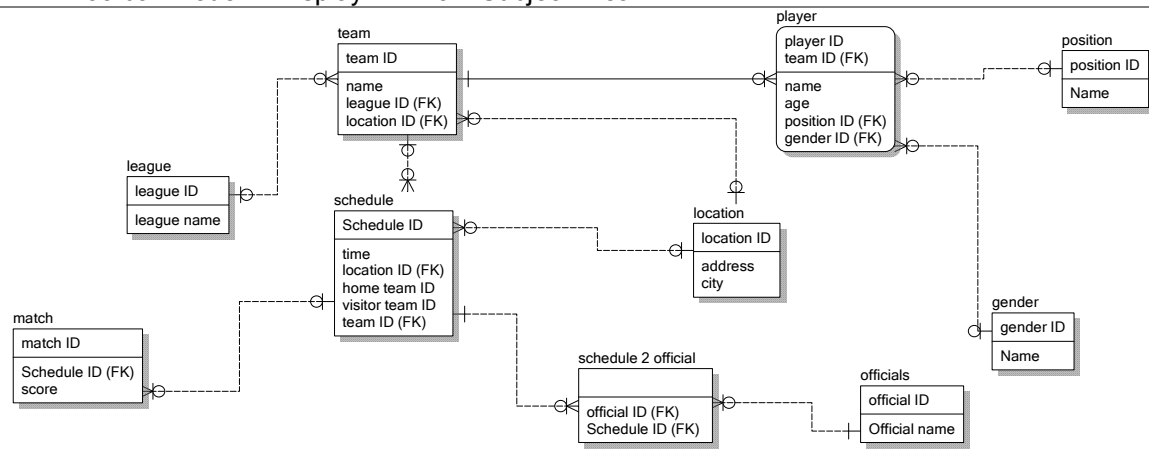 team
team ID
name
league ID (FK)
location ID (FK)
player
player ID
team ID (FK)
name
age
position ID (FK)
gender ID (FK)
position
position ID
Name
league
league ID
league name
schedule
Schedule ID
time
location ID (FK)
home team ID
visitor team ID
team ID (FK)
location
location ID
address
city
gender
gender ID
Name
match
match ID
Schedule ID (FK)
score
schedule 2 official
official ID (FK)
Schedule ID (FK)
officials
official ID
Official name